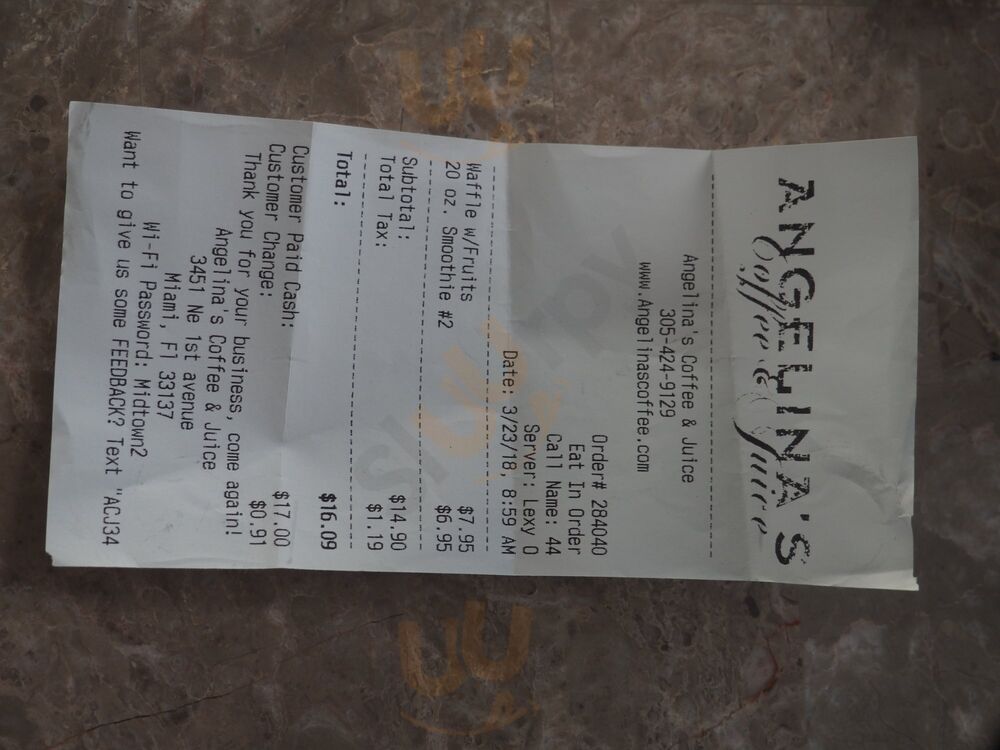 ANGELINA'S
Coffee & Juice
Angelina's Coffee & Juice
305-424-9129
www.Angelinascoffee.com
Order# 284040
Eat In Order
Call Name: 44
Server: Lexy O
Date: 3/23/18, 8:59 AM
Waffle w/Fruits $7.95
20 oz. Smoothie #2 $6.95
Subtotal: $14.90
Total Tax: $1.19
Total: $16.09
Customer Paid Cash: $17.00
Customer Change: $0.91
Thank you for your business, come again!
Angelina's Coffee & Juice
3451 Ne 1st avenue
Miami, Fl 33137
Wi-Fi Password: Midtown2
Want to give us some FEEDBACK? Text "ACJ34
Sluurpy